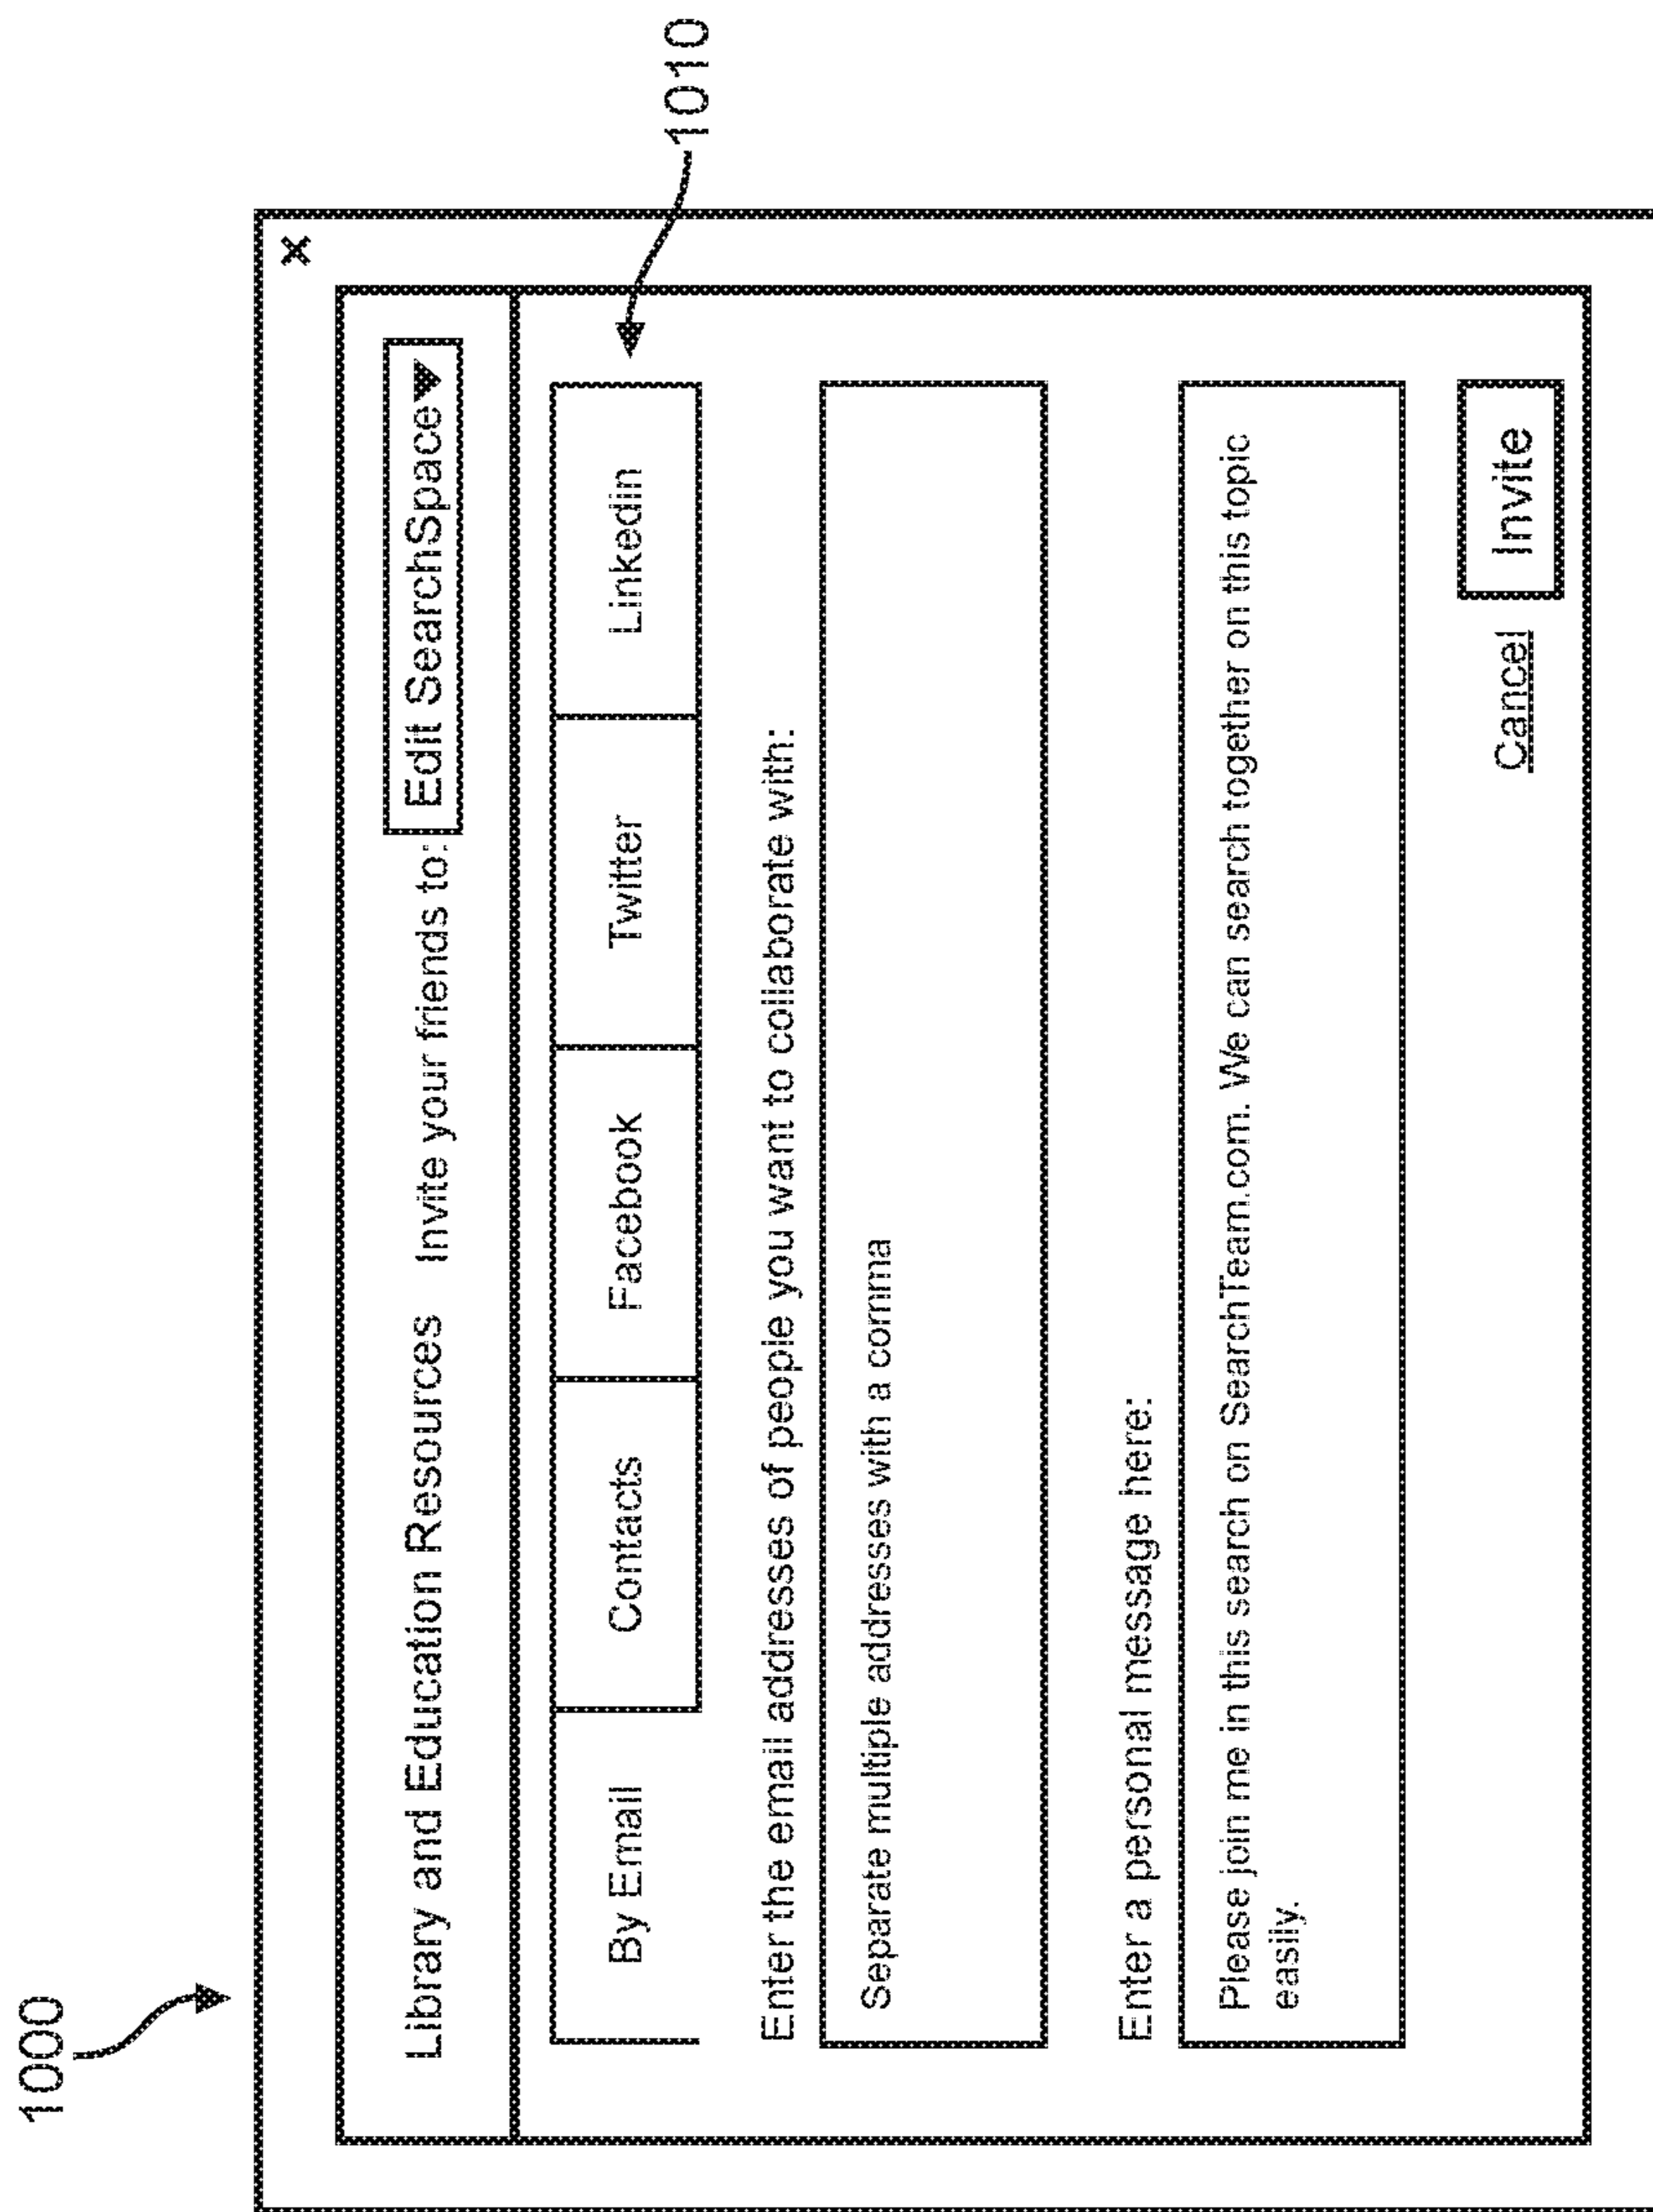 1000
×
Library and Education Resources Invite your friends to: Edit SearchSpace▼
1010
By Email Contacts Facebook Twitter Linkedin
Enter the email addresses of people you want to collaborate with:
Separate multiple addresses with a comma
Enter a personal message here:
Please join me in this search on SearchTeam.com. We can search together on this topic
easily.
Cancel Invite